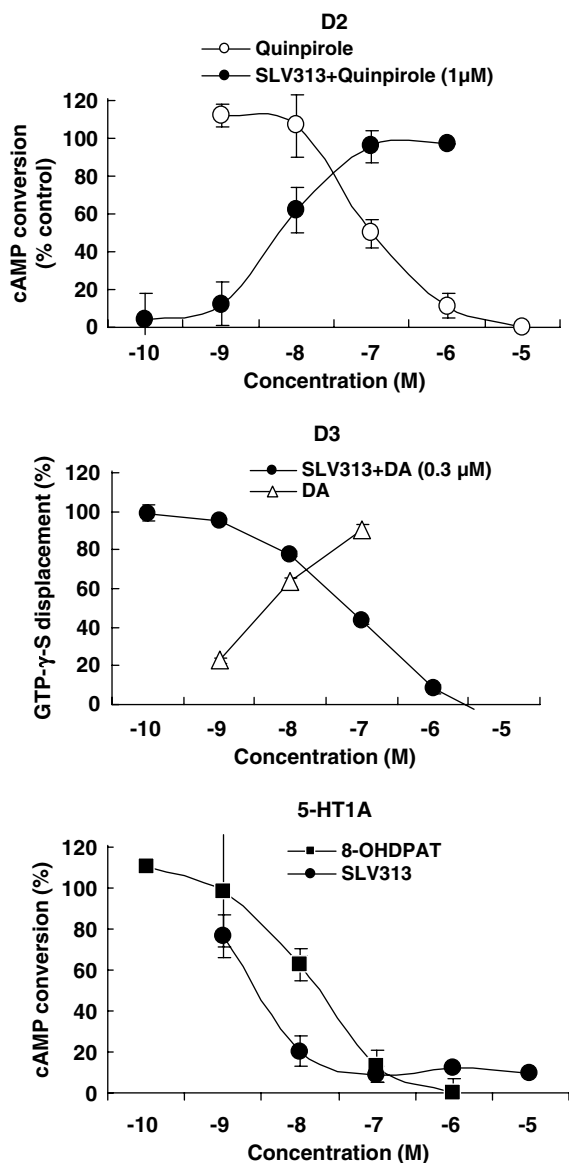 D2
Quinpirole
SLV313+Quinpirole (1µM)
cAMP conversion
(% control)
120
100
80
60
40
20
0
-10 -9 -8 -7 -6 -5
Concentration (M)
D3
SLV313+DA (0.3 µM)
DA
GTP-γ-S displacement (%)
120
100
80
60
40
20
0
-10 -9 -8 -7 -6 -5
Concentration (M)
5-HT1A
8-OHDPAT
SLV313
cAMP conversion (%)
120
100
80
60
40
20
0
-10 -9 -8 -7 -6 -5
Concentration (M)